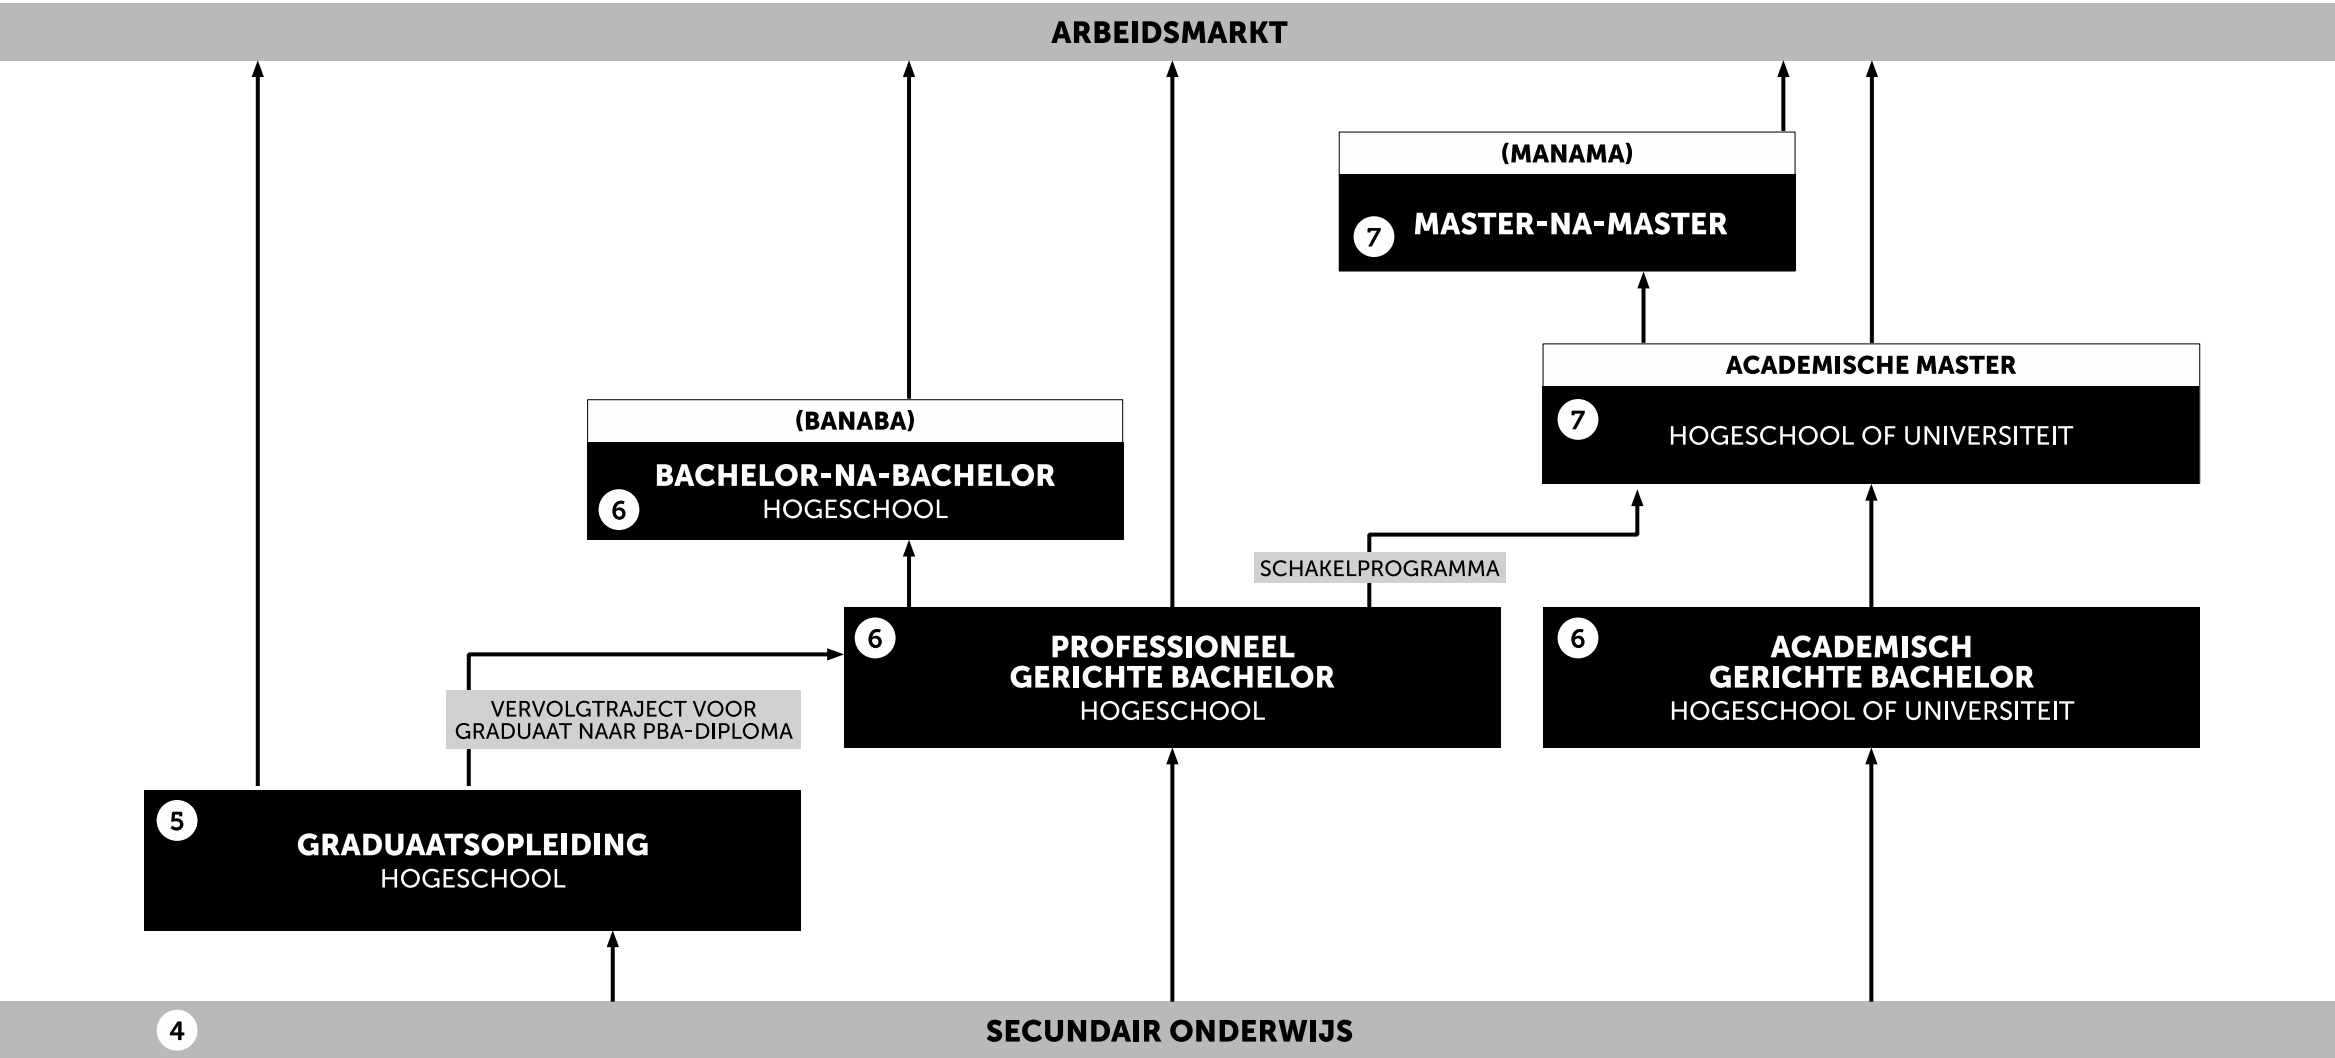 ARBEIDSMARKT
(MANAMA)
7 MASTER-NA-MASTER
ACADEMISCHE MASTER
7
HOGESCHOOL OF UNIVERSITEIT
(BANABA)
BACHELOR-NA-BACHELOR
6 HOGESCHOOL
SCHAKELPROGRAMMA
6 PROFESSIONEEL
GERICHTE BACHELOR
HOGESCHOOL
6 ACADEMISCH
GERICHTE BACHELOR
HOGESCHOOL OF UNIVERSITEIT
VERVOLGTRAJECT VOOR
GRADUAAT NAAR PBA-DIPLOMA
5
GRADUAATSOPLEIDING
HOGESCHOOL
4 SECUNDAIR ONDERWIJS